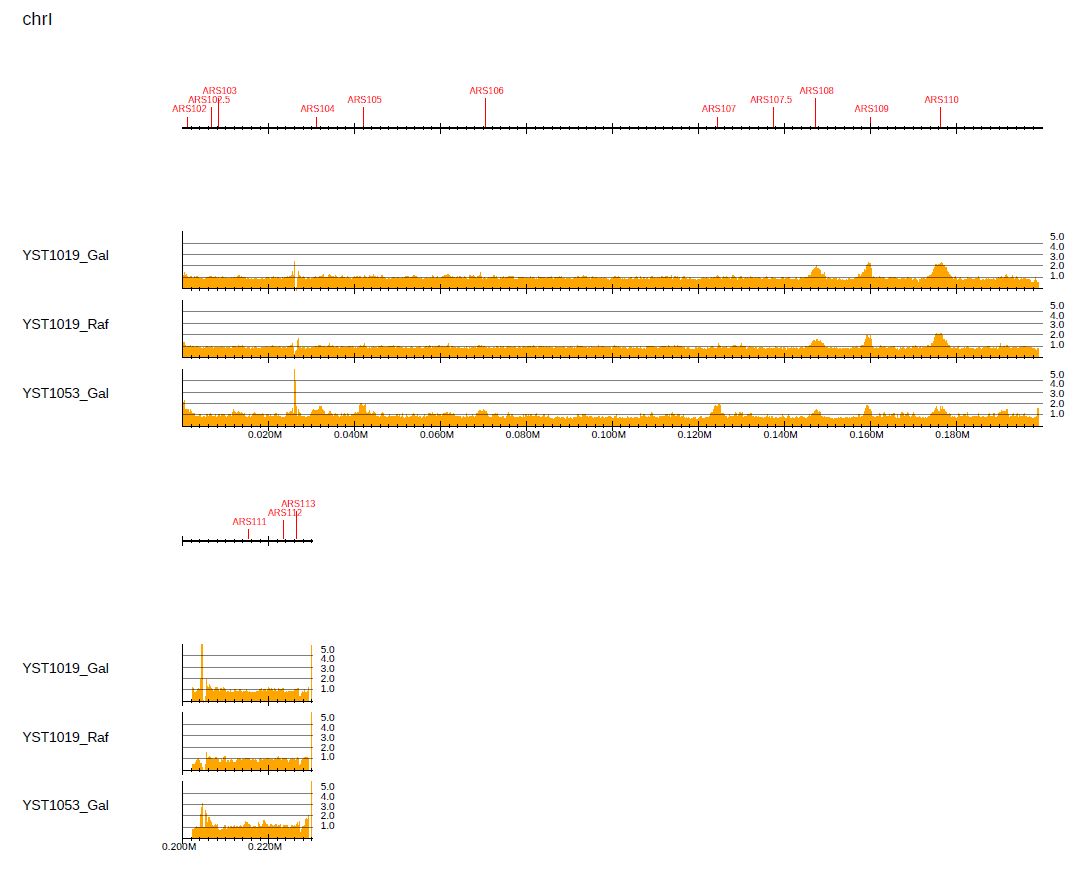 chrI
ARS103
ARS102.5
ARS102
ARS104
ARS105
ARS106
ARS107
ARS107.5
ARS108
ARS109
ARS110
YST1019_Gal
5.0
4.0
3.0
2.0
1.0
YST1019_Raf
5.0
4.0
3.0
2.0
1.0
YST1053_Gal
5.0
4.0
3.0
2.0
1.0
0.020M 0.040M 0.060M 0.080M 0.100M 0.120M 0.140M 0.160M 0.180M
ARS113
ARS112
ARS111
YST1019_Gal
5.0
4.0
3.0
2.0
1.0
YST1019_Raf
5.0
4.0
3.0
2.0
1.0
YST1053_Gal
5.0
4.0
3.0
2.0
1.0
0.200M 0.220M